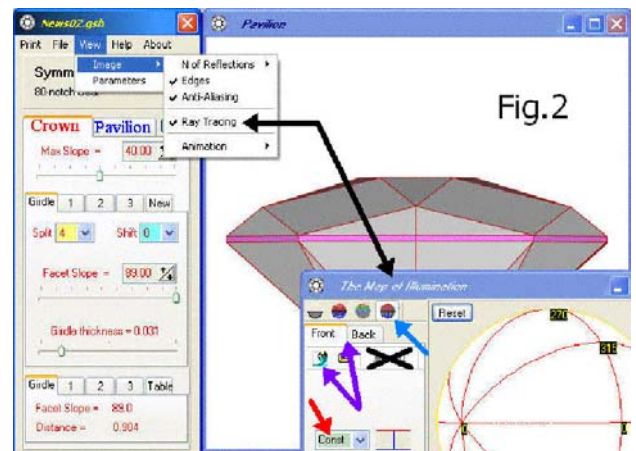 News02.gsb
Print File View Help About
Image
Parameters
N of Reflections
Edges
Anti-Aliasing
Ray Tracing
Animation
Symm
80-notch
Crown Pavilion
Max Slope = 40.00
Girdle 1 2 3 New
Split 4 Shift 0
Facet Slope = 89.00
Girdle thickness = 0.031
Girdle 1 2 3 Table
Facet Slope = 89.0
Distance = 0.904
Pavilion
Fig.2
The Map of Illumination
Reset
Front Back
Const
270
315
0